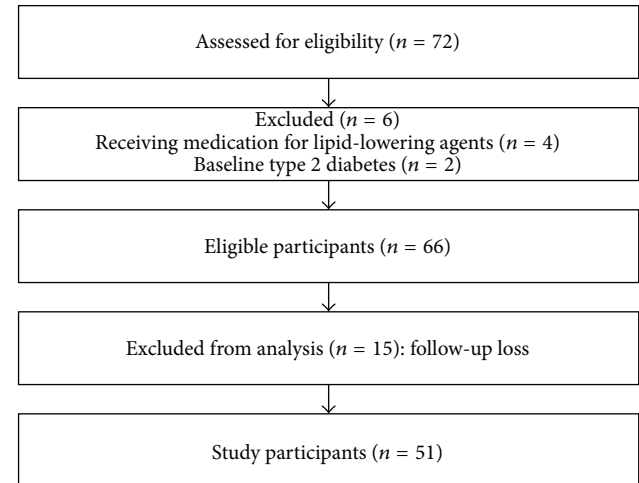 Assessed for eligibility (n = 72)
Excluded (n = 6)
Receiving medication for lipid-lowering agents (n = 4)
Baseline type 2 diabetes (n = 2)
Eligible participants (n = 66)
Excluded from analysis (n = 15): follow-up loss
Study participants (n = 51)